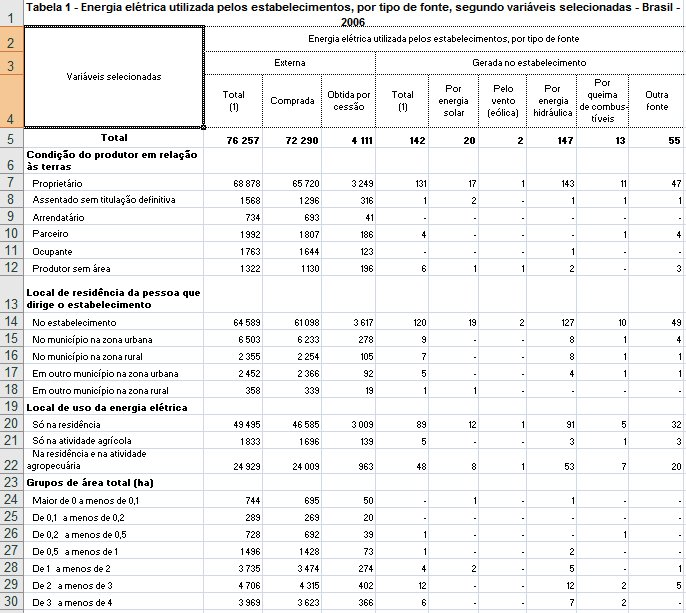 1 Tabela 1 - Energia elétrica utilizada pelos estabelecimentos, por tipo de fonte, segundo variáveis selecionadas - Brasil -
2006
2 Energia elétrica utilizada pelos estabelecimentos, por tipo de fonte
3 Externa Gerada no estabelecimento
4 Variáveis selecionadas Total (1) Comprada Obtida por cessão Total (1) Por energia solar Pelo vento (eólica) Por energia hidráulica Por queima de combus- tíveis Outra fonte
5 Total 76 257 72 290 4 111 142 20 2 147 13 55
6 Condição do produtor em relação
às terras
7 Proprietário 68 878 65 720 3 249 131 17 1 143 11 47
8 Assentado sem titulação definitiva 1 568 1 296 316 1 2 - 1 1 1
9 Arrendatário 734 693 41 - - - - - -
10 Parceiro 1 992 1 807 186 4 - - - 1 4
11 Ocupante 1 763 1 644 123 - - - 1 - -
12 Produtor sem área 1 322 1 130 196 6 1 1 2 - 3
13 Local de residência da pessoa que
dirige o estabelecimento
14 No estabelecimento 64 589 61 098 3 617 120 19 2 127 10 49
15 No município na zona urbana 6 503 6 233 278 9 - - 8 1 4
16 No município na zona rural 2 355 2 254 105 7 - - 8 1 1
17 Em outro município na zona urbana 2 452 2 366 92 5 - - 4 1 1
18 Em outro município na zona rural 358 339 19 1 1 - - - -
19 Local de uso da energia elétrica
20 Só na residência 49 495 46 585 3 009 89 12 1 91 5 32
21 Só na atividade agrícola 1 833 1 696 139 5 - - 3 1 3
22 Na residência e na atividade
agropecuária 24 929 24 009 963 48 8 1 53 7 20
23 Grupos de área total (ha)
24 Maior de 0 a menos de 0,1 744 695 50 - 1 - 1 - -
25 De 0,1 a menos de 0,2 289 269 20 - - - - - -
26 De 0,2 a menos de 0,5 728 692 39 1 - - - 1 -
27 De 0,5 a menos de 1 1 496 1 428 73 1 - - 2 - -
28 De 1 a menos de 2 3 735 3 474 274 4 2 - 5 - 1
29 De 2 a menos de 3 4 706 4 315 402 12 - - 12 2 5
30 De 3 a menos de 4 3 969 3 623 366 6 - - 7 2 -